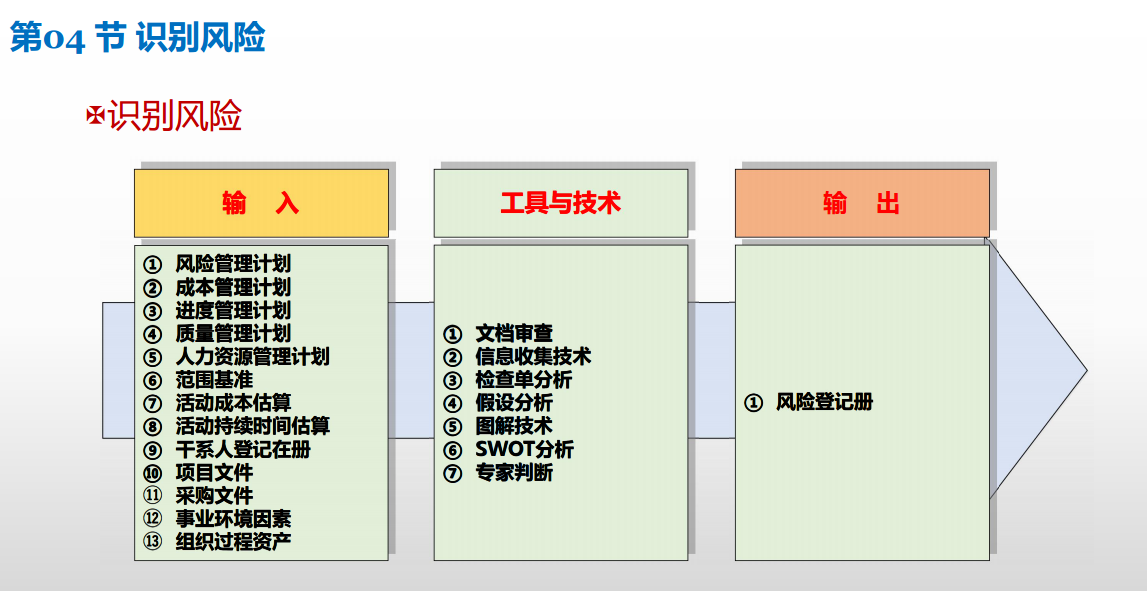 第04 节 识别风险
✠识别风险
输 入
① 风险管理计划
② 成本管理计划
③ 进度管理计划
④ 质量管理计划
⑤ 人力资源管理计划
⑥ 范围基准
⑦ 活动成本估算
⑧ 活动持续时间估算
⑨ 干系人登记在册
⑩ 项目文件
⑪ 采购文件
⑫ 事业环境因素
⑬ 组织过程资产
工具与技术
① 文档审查
② 信息收集技术
③ 检查单分析
④ 假设分析
⑤ 图解技术
⑥ SWOT分析
⑦ 专家判断
输 出
① 风险登记册